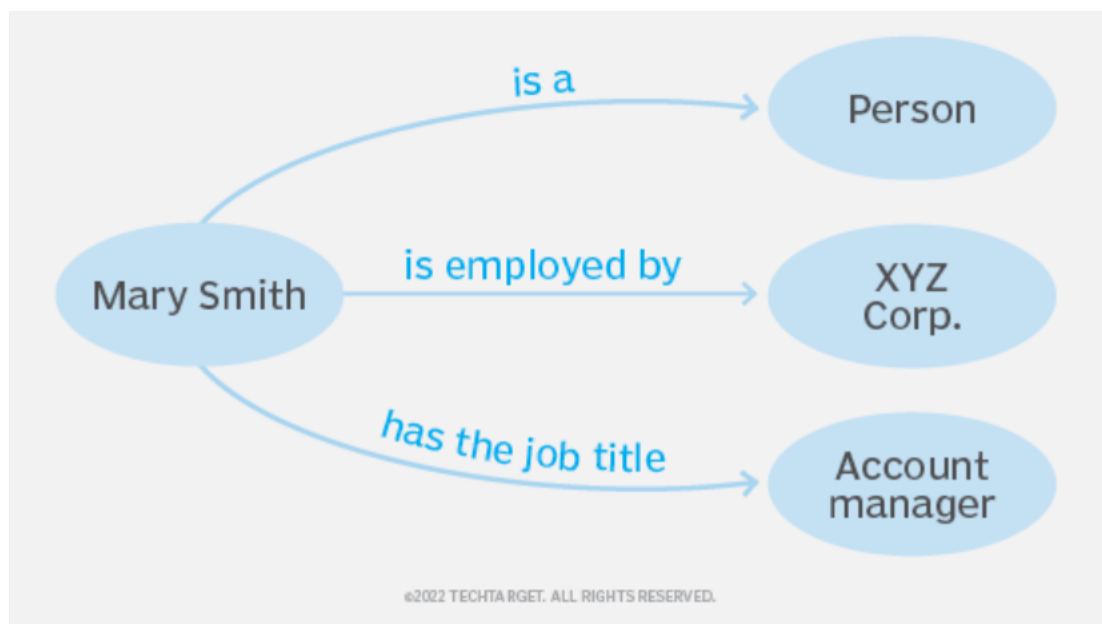 is a
Person
Mary Smith
is employed by
XYZ
Corp.
has the job title
Account
manager
©2022 TECHTARGET. ALL RIGHTS RESERVED.